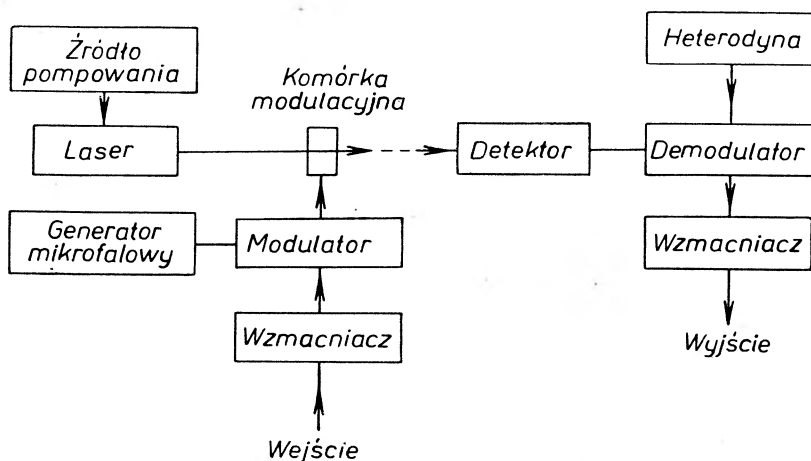 Źródło
pompowania
Heterodyna
Komórka
modulacyjna
Laser
Detektor
Demodulator
Generator
mikrofalowy
Modulator
Wzmacniacz
Wzmacniacz
Wyjście
Wejście